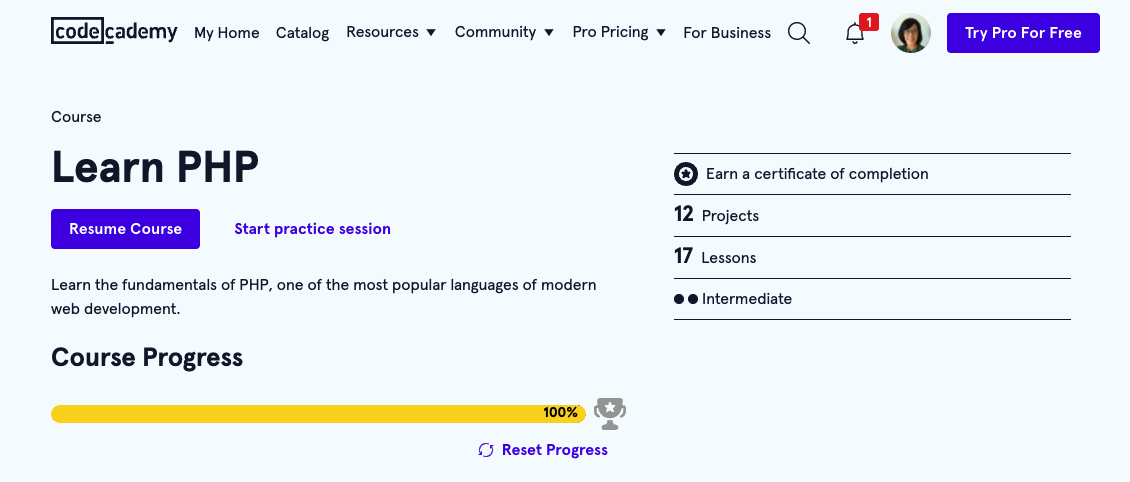 codecademy My Home Catalog Resources Community Pro Pricing For Business 1 Try Pro For Free
Course
Learn PHP
Resume Course Start practice session
Learn the fundamentals of PHP, one of the most popular languages of modern
web development.
Course Progress
100%
Reset Progress
Earn a certificate of completion
12 Projects
17 Lessons
Intermediate